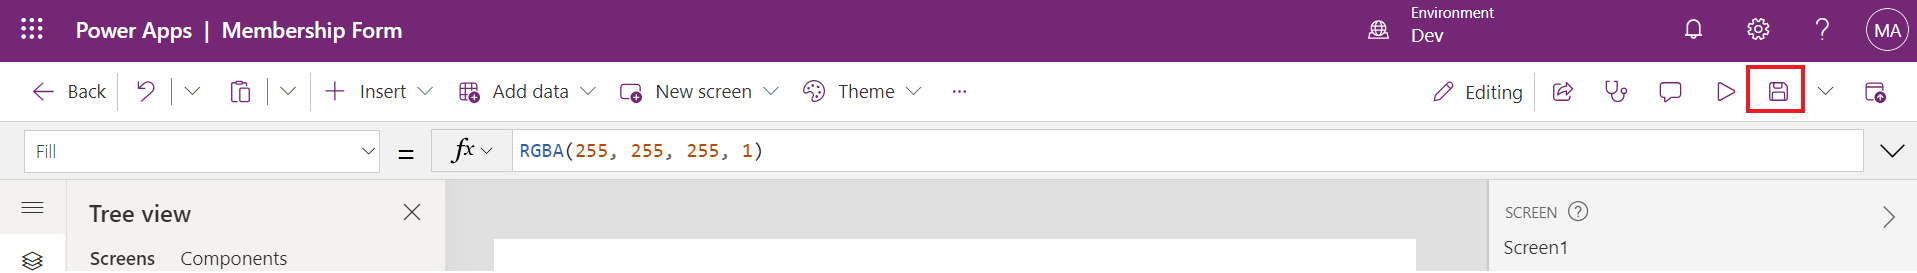 Power Apps | Membership Form
Environment
Dev
MA
Back
Insert
Add data
New screen
Theme
...
Editing
Fill
=
fx
RGBA(255, 255, 255, 1)
Tree view
SCREEN ?
Screens
Components
Screen1